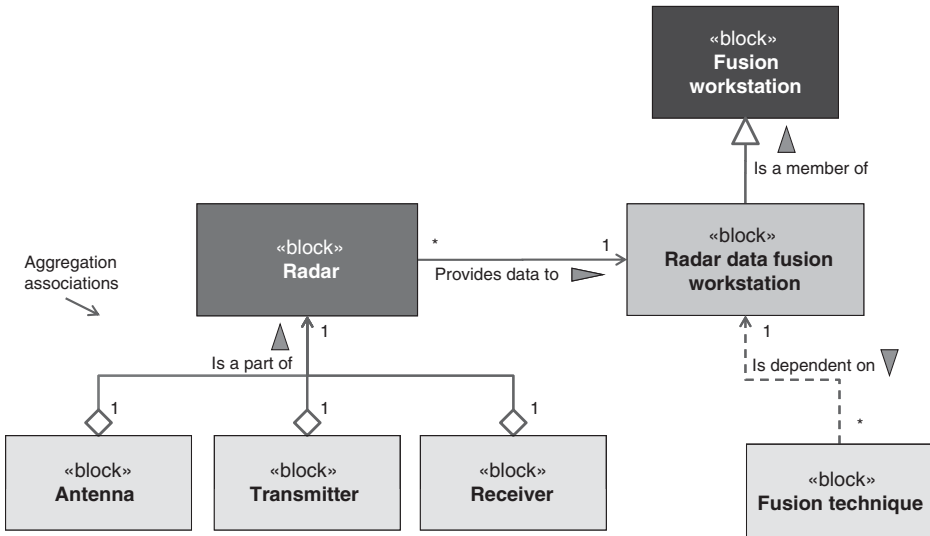 «block»
Fusion
workstation
Is a member of
«block»
Radar
*
1
Provides data to
«block»
Radar data fusion
workstation
Aggregation
associations
1
Is a part of
1
Is dependent on
1
1
1
*
«block»
Antenna
«block»
Transmitter
«block»
Receiver
«block»
Fusion technique